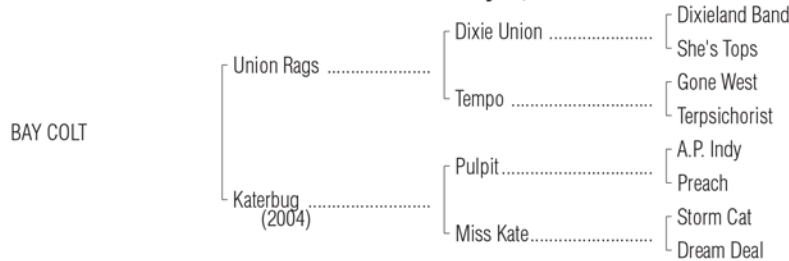 Dixieland Band
Dixie Union ......................
She's Tops
Union Rags ......................
Gone West
Tempo ..............................
Terpsichorist
BAY COLT
A.P. Indy
Pulpit................................
Preach
Katerbug ..........................
(2004)
Storm Cat
Miss Kate..........................
Dream Deal